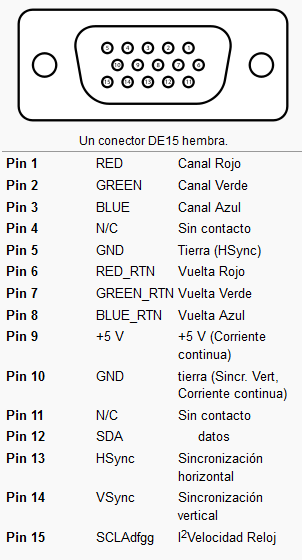 5 4 3 2 1
10 9 8 7 6
15 14 13 12 11
Un conector DE15 hembra.
Pin 1 RED Canal Rojo
Pin 2 GREEN Canal Verde
Pin 3 BLUE Canal Azul
Pin 4 N/C Sin contacto
Pin 5 GND Tierra (HSync)
Pin 6 RED_RTN Vuelta Rojo
Pin 7 GREEN_RTN Vuelta Verde
Pin 8 BLUE_RTN Vuelta Azul
Pin 9 +5 V +5 V (Corriente
continua)
Pin 10 GND tierra (Sincr. Vert,
Corriente continua)
Pin 11 N/C Sin contacto
Pin 12 SDA datos
Pin 13 HSync Sincronización
horizontal
Pin 14 VSync Sincronización
vertical
Pin 15 SCLAdfgg I²Velocidad Reloj